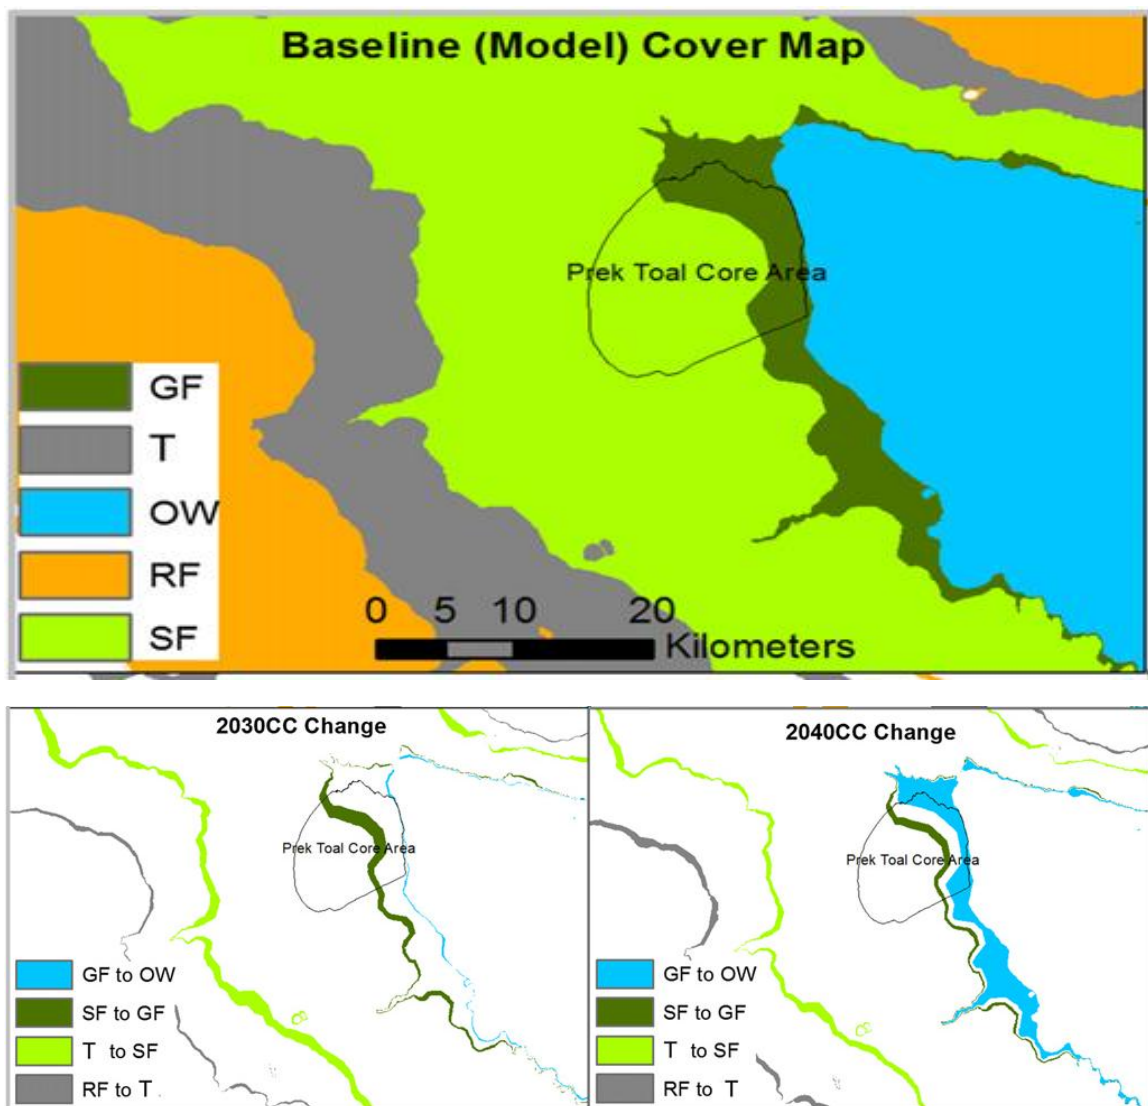 Baseline (Model) Cover Map
Prek Toal Core Area
GF
T
OW
RF
SF
0 5 10 20
Kilometers
2030CC Change
Prek Toal Core Area
GF to OW
SF to GF
T to SF
RF to T
2040CC Change
Prek Toal Core Area
GF to OW
SF to GF
T to SF
RF to T